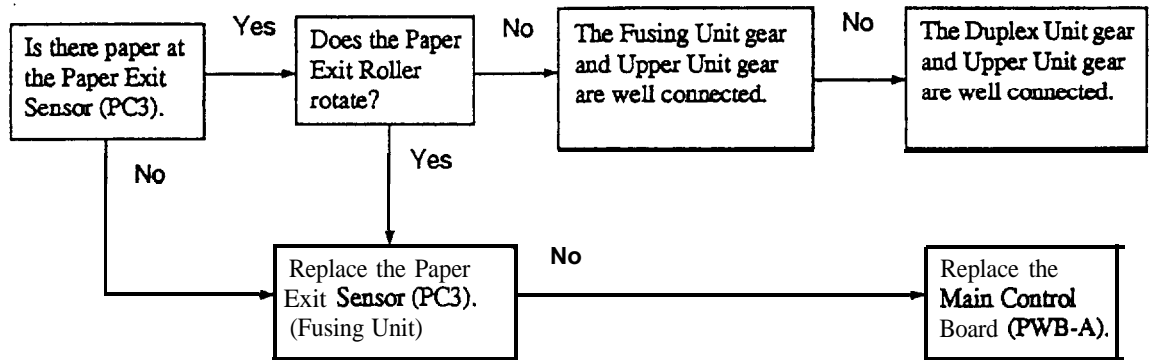 Is there paper at
the Paper Exit
Sensor (PC3).
Yes
Does the Paper
Exit Roller
rotate?
No
The Fusing Unit gear
and Upper Unit gear
are well connected.
No
The Duplex Unit gear
and Upper Unit gear
are well connected.
No
Yes
Replace the Paper
Exit Sensor (PC3).
(Fusing Unit)
No
Replace the
Main Control
Board (PWB-A).